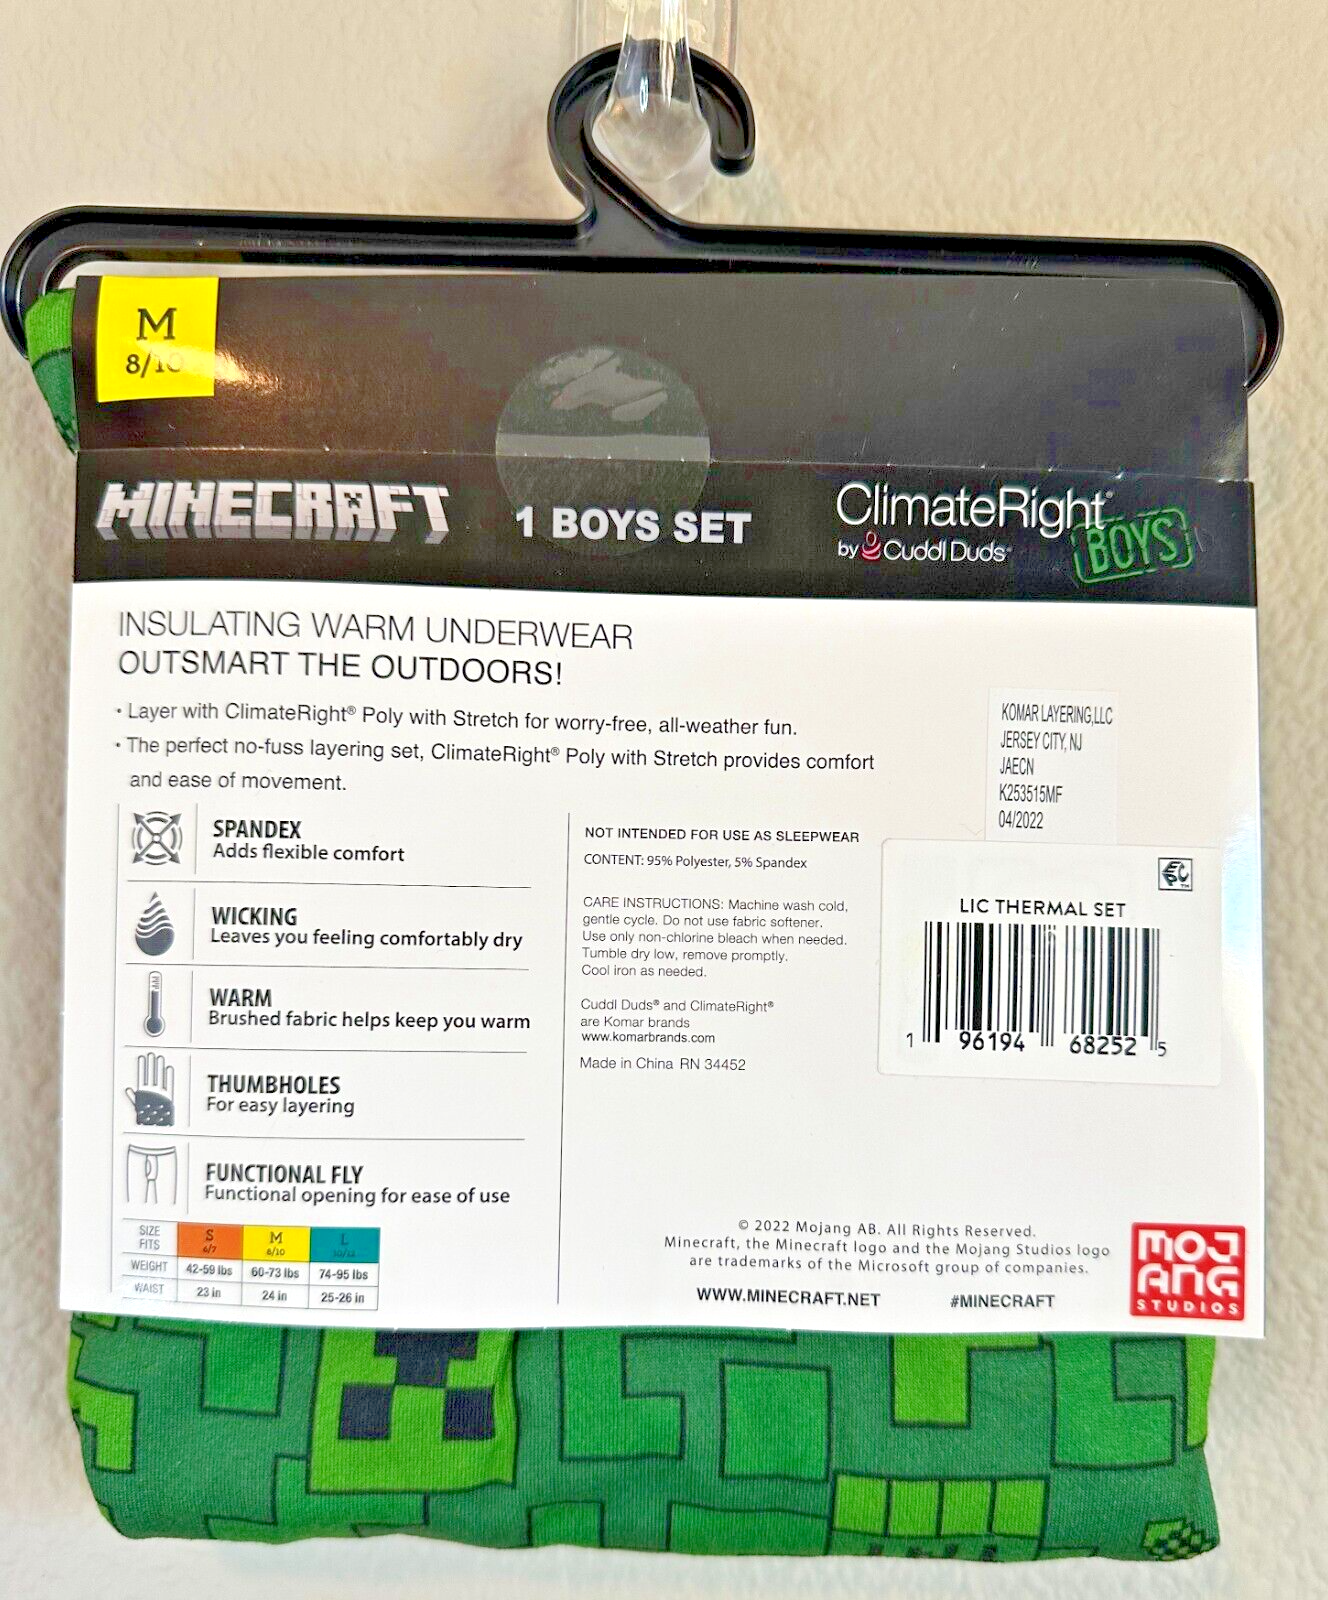 M
8/10
MINECRAFT
1 BOYS SET
ClimateRight®
by Cuddl Duds®
BOYS
INSULATING WARM UNDERWEAR
OUTSMART THE OUTDOORS!
• Layer with ClimateRight® Poly with Stretch for worry-free, all-weather fun.
• The perfect no-fuss layering set, ClimateRight® Poly with Stretch provides comfort
and ease of movement.
KOMAR LAYERING,LLC
JERSEY CITY, NJ
JAECN
K253515MF
04/2022
SPANDEX
Adds flexible comfort
WICKING
Leaves you feeling comfortably dry
WARM
Brushed fabric helps keep you warm
THUMBHOLES
For easy layering
FUNCTIONAL FLY
Functional opening for ease of use
SIZE FITS S 6/7 M 8/10 L 10/12
WEIGHT 42-59 lbs 60-73 lbs 74-95 lbs
WAIST 23 in 24 in 25-26 in
NOT INTENDED FOR USE AS SLEEPWEAR
CONTENT: 95% Polyester, 5% Spandex
CARE INSTRUCTIONS: Machine wash cold,
gentle cycle. Do not use fabric softener.
Use only non-chlorine bleach when needed.
Tumble dry low, remove promptly.
Cool iron as needed.
Cuddl Duds® and ClimateRight®
are Komar brands
www.komarbrands.com
Made in China RN 34452
EPC™
LIC THERMAL SET
1 96194 68252 5
© 2022 Mojang AB. All Rights Reserved.
Minecraft, the Minecraft logo and the Mojang Studios logo
are trademarks of the Microsoft group of companies.
WWW.MINECRAFT.NET #MINECRAFT
MOJ
ANG
STUDIOS